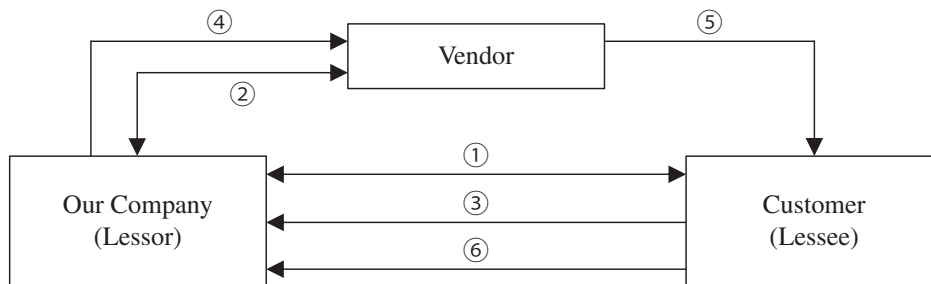 ④
⑤
Vendor
②
①
Our Company
(Lessor)
③
Customer
(Lessee)
⑥